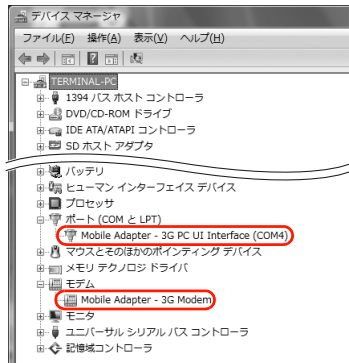 デバイス マネージャ
ファイル(F) 操作(A) 表示(V) ヘルプ(H)
TERMINAL-PC
1394 バス ホスト コントローラ
DVD/CD-ROM ドライブ
IDE ATA/ATAPI コントローラ
SD ホスト アダプタ
バッテリ
ヒューマン インターフェイス デバイス
プロセッサ
ポート (COM と LPT)
Mobile Adapter - 3G PC UI Interface (COM4)
マウスとそのほかのポインティング デバイス
メモリ テクノロジ ドライバ
モデム
Mobile Adapter - 3G Modem
モニタ
ユニバーサル シリアル バス コントローラ
記憶域コントローラ